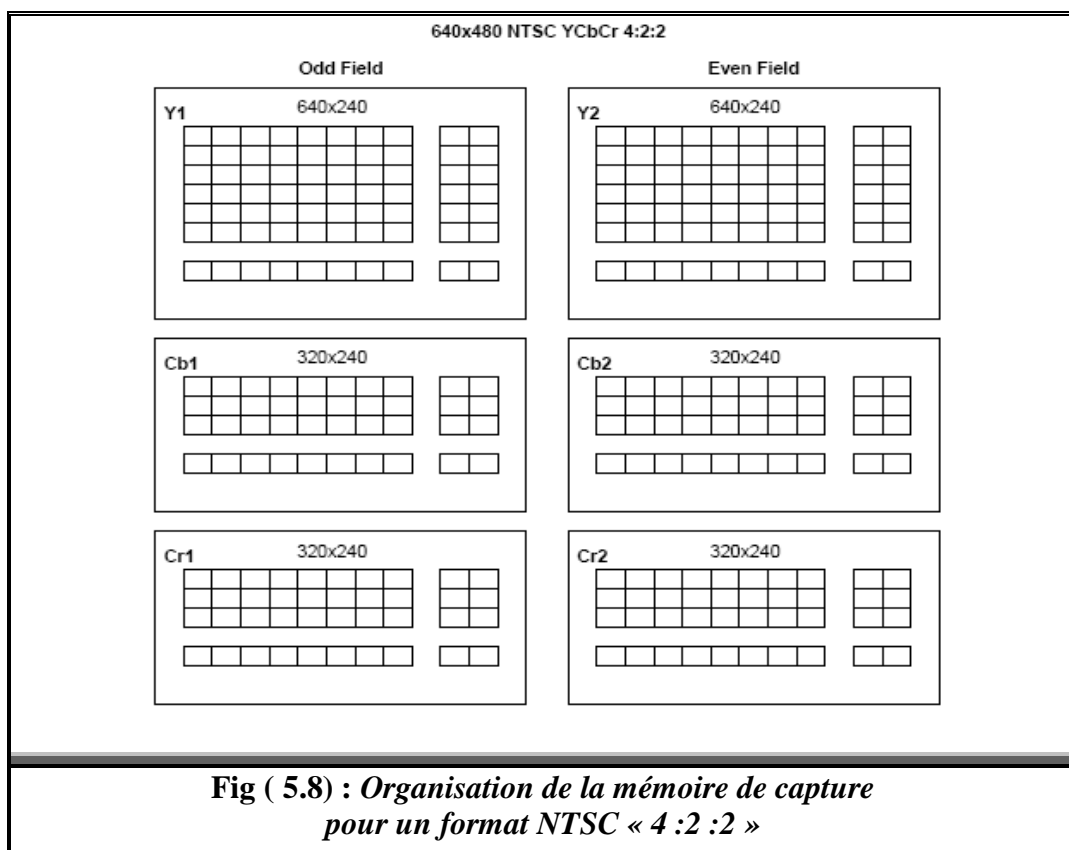 640x480 NTSC YCbCr 4:2:2
Odd Field
Even Field
Y1
640x240
Y2
640x240
Cb1
320x240
Cb2
320x240
Cr1
320x240
Cr2
320x240
Fig ( 5.8) : Organisation de la mémoire de capture
pour un format NTSC « 4 :2 :2 »